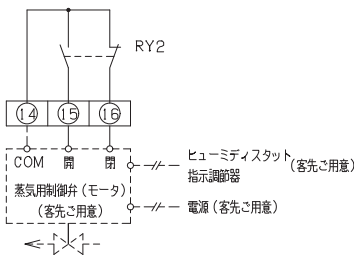 RY2
14 15 16
COM 開 閉
ヒューミディスタット
指示調節器
(客先ご用意)
蒸気用制御弁(モータ)
(客先ご用意)
電源(客先ご用意)